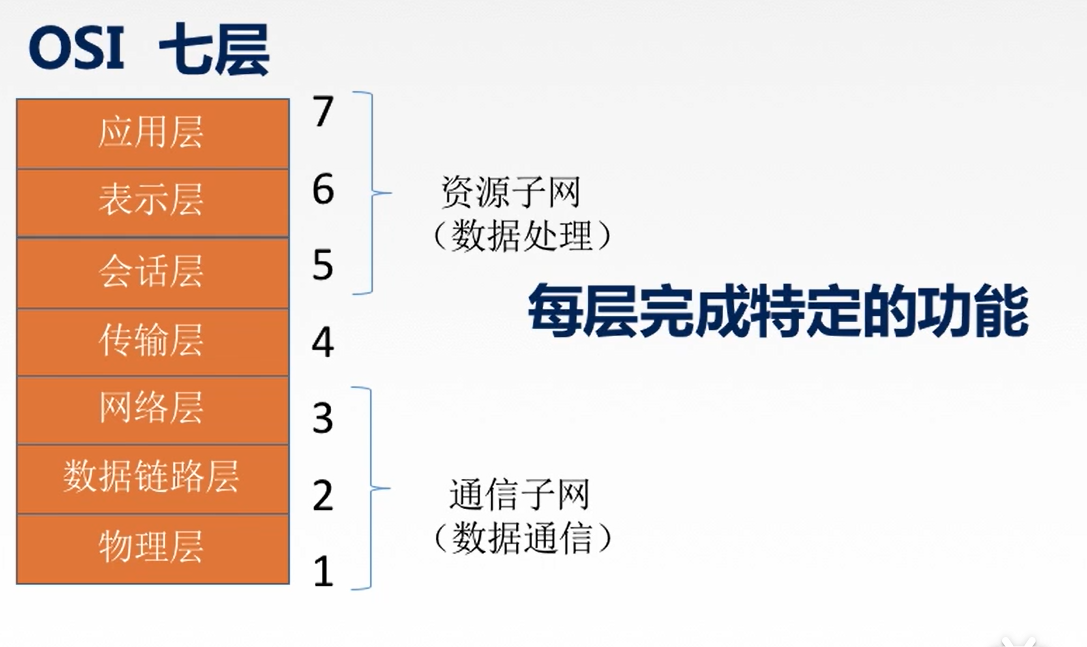 OSI 七层
应用层 7
表示层 6
会话层 5
传输层 4
网络层 3
数据链路层 2
物理层 1
资源子网
（数据处理）
每层完成特定的功能
通信子网
（数据通信）